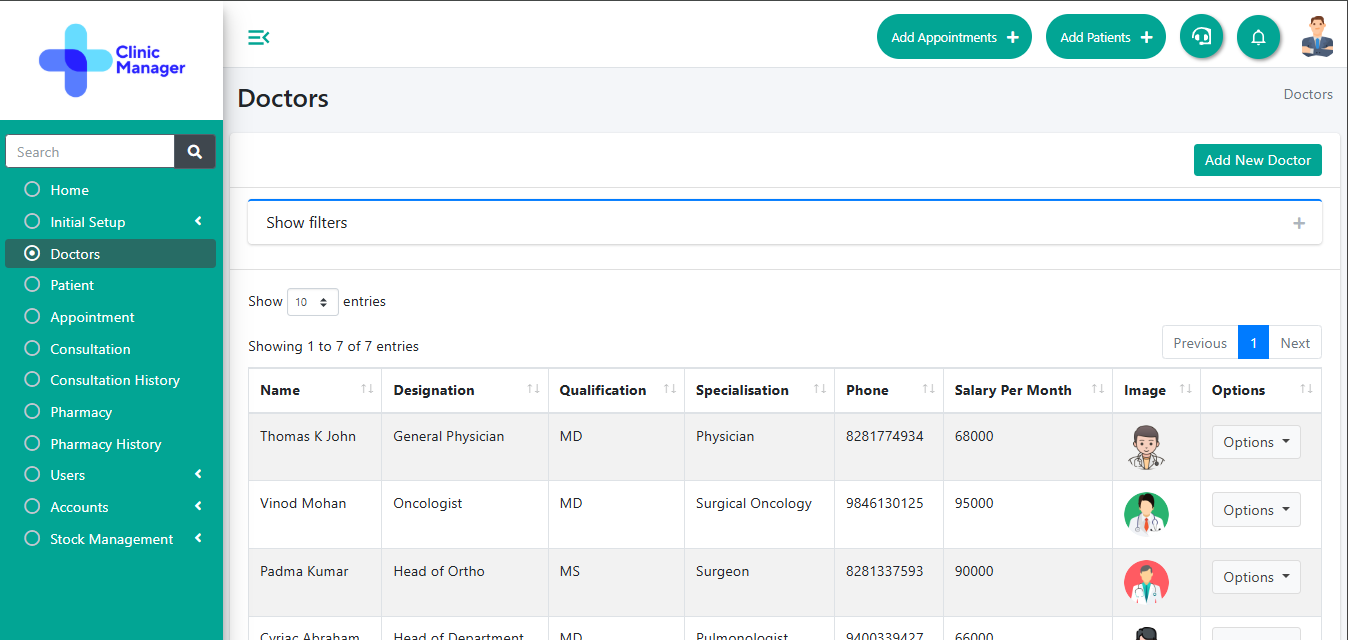 Clinic
Manager
Add Appointments +
Add Patients +
Doctors
Doctors
Search
Home
Initial Setup
Doctors
Patient
Appointment
Consultation
Consultation History
Pharmacy
Pharmacy History
Users
Accounts
Stock Management
Add New Doctor
Show filters +
Show 10 entries
Showing 1 to 7 of 7 entries
Previous 1 Next
Name Designation Qualification Specialisation Phone Salary Per Month Image Options
Thomas K John General Physician MD Physician 8281774934 68000 Options
Vinod Mohan Oncologist MD Surgical Oncology 9846130125 95000 Options
Padma Kumar Head of Ortho MS Surgeon 8281337593 90000 Options
Cyriac Abraham Head of Department MD Pulmonologist 9400339427 66000